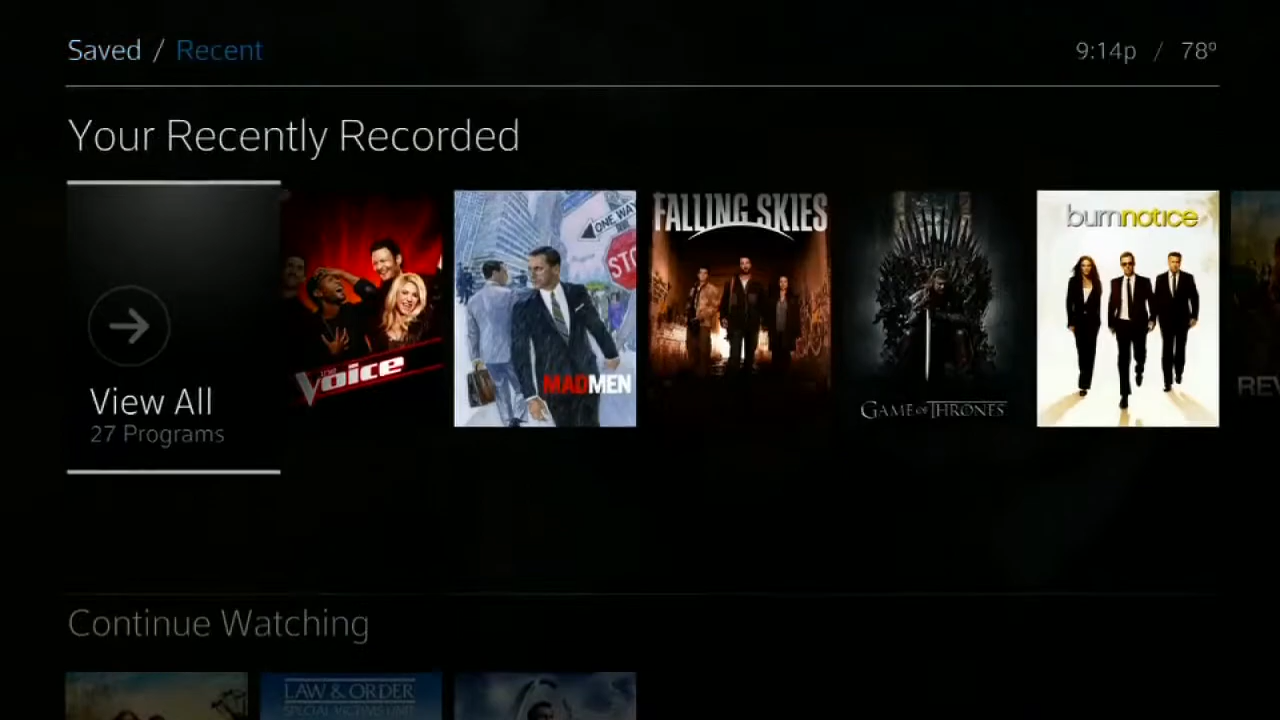 Saved / Recent
9:14p / 78º
Your Recently Recorded
View All
27 Programs
THE
Voice
ONE WAY
MADMEN
FALLING SKIES
GAME OF THRONES
burnnotice
Continue Watching
LAW & ORDER
SPECIAL VICTIMS UNIT